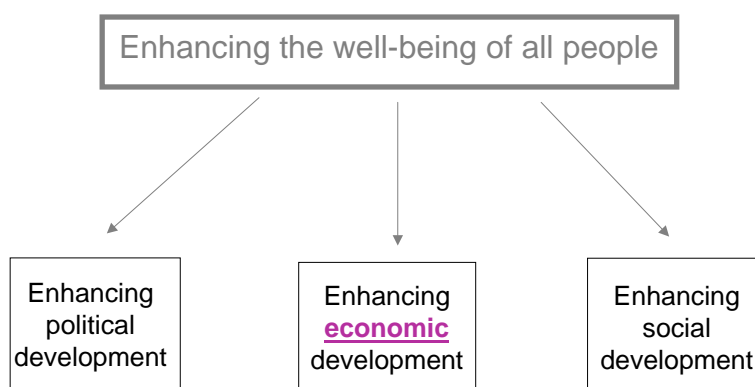 Enhancing the well-being of all people
Enhancing
political
development
Enhancing
economic
development
Enhancing
social
development